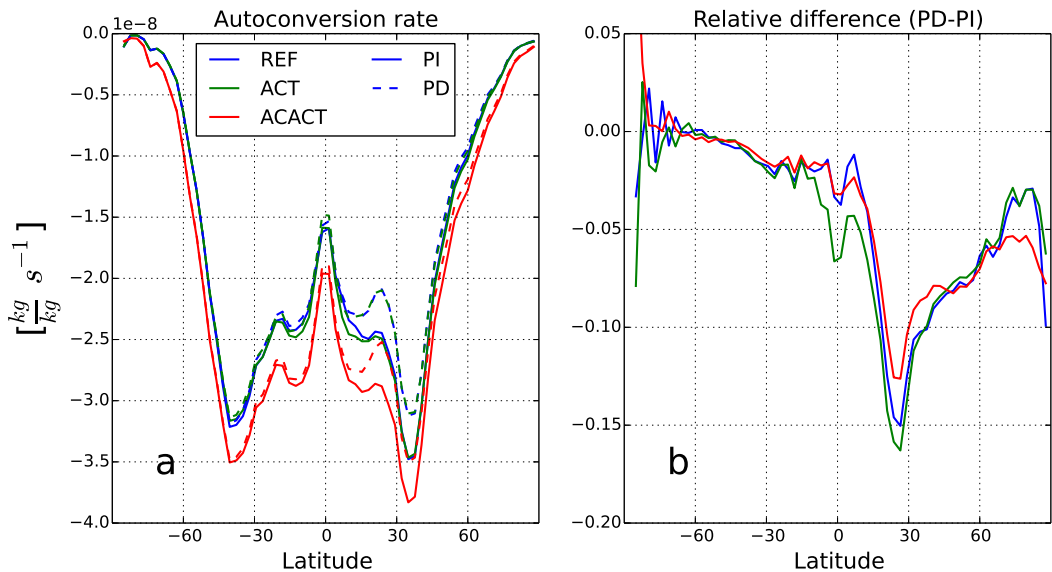 Autoconversion rate
1e−8
0.0
−0.5
−1.0
−1.5
−2.0
−2.5
−3.0
−3.5
−4.0
[kg/kg s−1]
REF
ACT
ACACT
PI
PD
a
−60
−30
0
30
60
Latitude
Relative difference (PD-PI)
0.05
0.00
−0.05
−0.10
−0.15
−0.20
b
−60
−30
0
30
60
Latitude